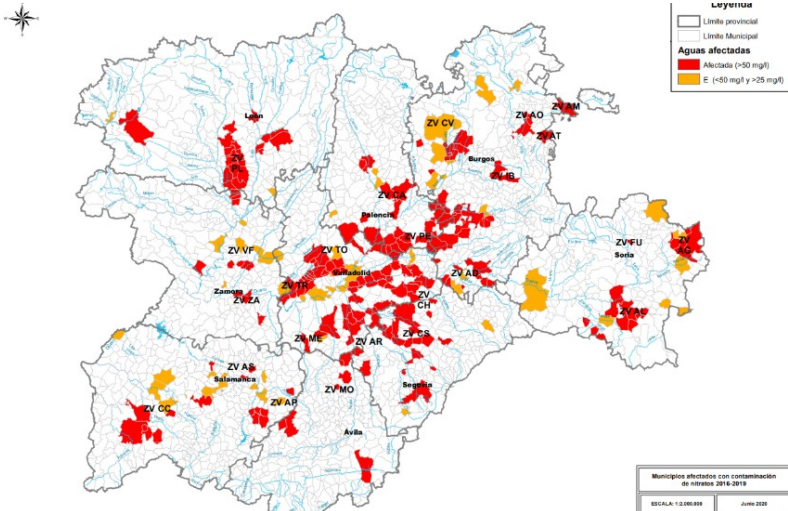 Leyenda
Límite provincial
Límite Municipal
Aguas afectadas
Afectada (>50 mg/l)
E (<50 mg/l y >25 mg/l)
ZV AM
ZV AO
León
ZV CV
ZV AT
Burgos
ZV PL
ZV IB
ZV CA
Palencia
ZV PE
ZV VF
ZV TO
ZV FU
ZV AG
Soria
Valladolid
ZV AD
ZV TR
Zamora
ZV ZA
ZV CH
ZV AL
ZV CS
ZV ME
ZV AR
ZV AS
Salamanca
Segovia
ZV MO
ZV AP
ZV CC
Ávila
Municipios afectados con contaminación
de nitratos 2016-2019
ESCALA: 1:2.000.000
Junio 2020